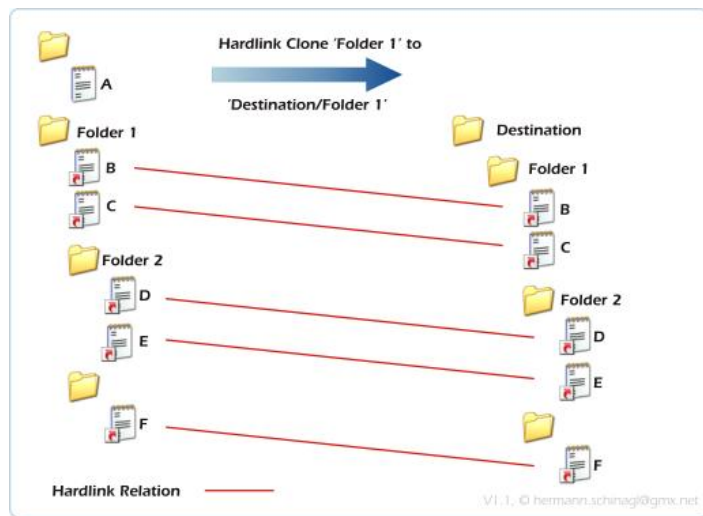 Hardlink Clone 'Folder 1' to
'Destination/Folder 1'
A
Folder 1
B
C
Folder 2
D
E
F
Destination
Folder 1
B
C
Folder 2
D
E
F
Hardlink Relation
V1.1, © hermann.schinagl@gmx.net